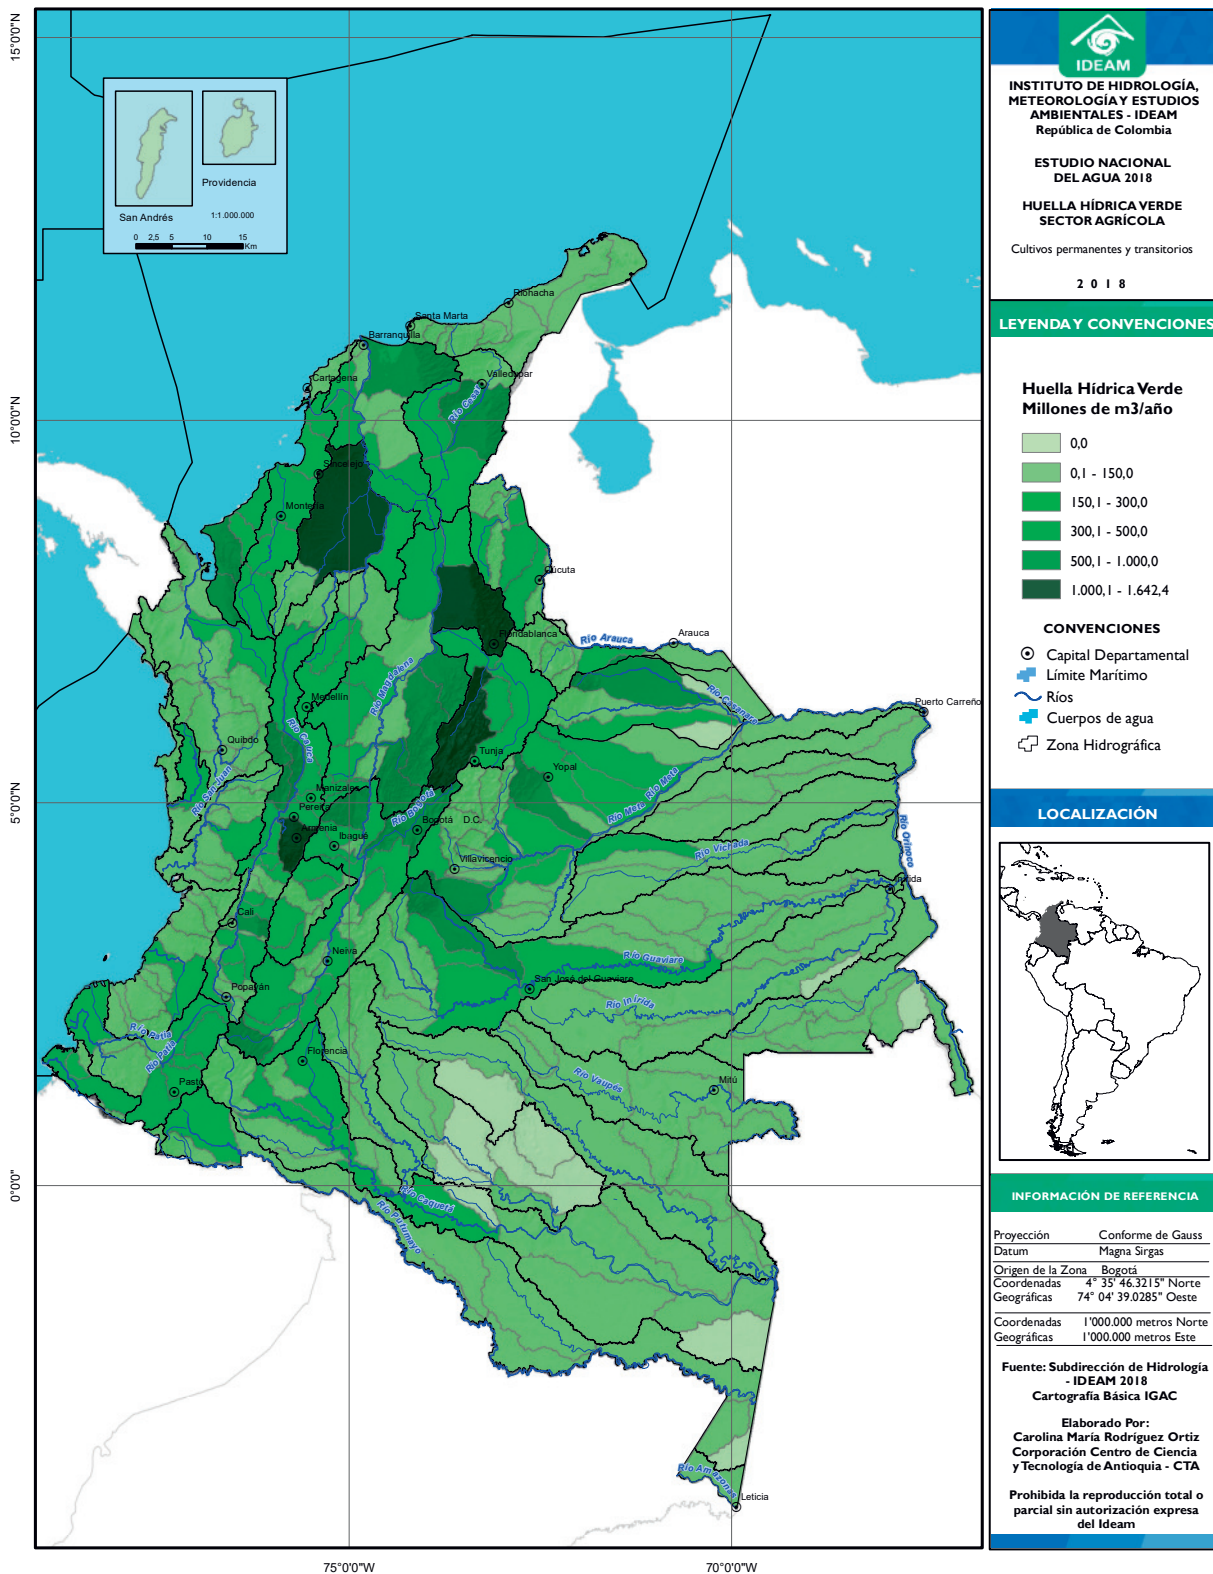 15°0'0"N
10°0'0"N
5°0'0"N
0°0'0"
75°0'0"W
70°0'0"W
San Andrés
Providencia
1:1.000.000
0 2,5 5 10 15
Km
Riohacha
Santa Marta
Barranquilla
Cartagena
Valledupar
Río Cesar
Sincelejo
Montería
Cúcuta
Floridablanca
Río Arauca
Arauca
Río Casanare
Puerto Carreño
Río Magdalena
Medellín
Río Cauca
Quibdo
Tunja
Yopal
Río San Juan
Manizales
Pereira
Armenia
Ibagué
Río Bogotá
Bogotá D.C.
Río Meta
Río Meta
Villavicencio
Río Vichada
Río Orinoco
Inírida
Cali
Neiva
Río Guaviare
San José del Guaviare
Popayán
Río Inírida
Río Patía
Río Patía
Florencia
Pasto
Río Vaupés
Mitú
Río Caquetá
Río Putumayo
Río Amazonas
Leticia
IDEAM
INSTITUTO DE HIDROLOGÍA,
METEOROLOGÍA Y ESTUDIOS
AMBIENTALES - IDEAM
República de Colombia
ESTUDIO NACIONAL
DEL AGUA 2018
HUELLA HÍDRICA VERDE
SECTOR AGRÍCOLA
Cultivos permanentes y transitorios
2 0 1 8
LEYENDA Y CONVENCIONES
Huella Hídrica Verde
Millones de m3/año
0,0
0,1 - 150,0
150,1 - 300,0
300,1 - 500,0
500,1 - 1.000,0
1.000,1 - 1.642,4
CONVENCIONES
Capital Departamental
Límite Marítimo
Ríos
Cuerpos de agua
Zona Hidrográfica
LOCALIZACIÓN
INFORMACIÓN DE REFERENCIA
Proyección Conforme de Gauss
Datum Magna Sirgas
Origen de la Zona Bogotá
Coordenadas 4° 35' 46.3215" Norte
Geográficas 74° 04' 39.0285" Oeste
Coordenadas 1'000.000 metros Norte
Geográficas 1'000.000 metros Este
Fuente: Subdirección de Hidrología
- IDEAM 2018
Cartografía Básica IGAC
Elaborado Por:
Carolina María Rodríguez Ortiz
Corporación Centro de Ciencia
y Tecnología de Antioquia - CTA
Prohibida la reproducción total o
parcial sin autorización expresa
del Ideam